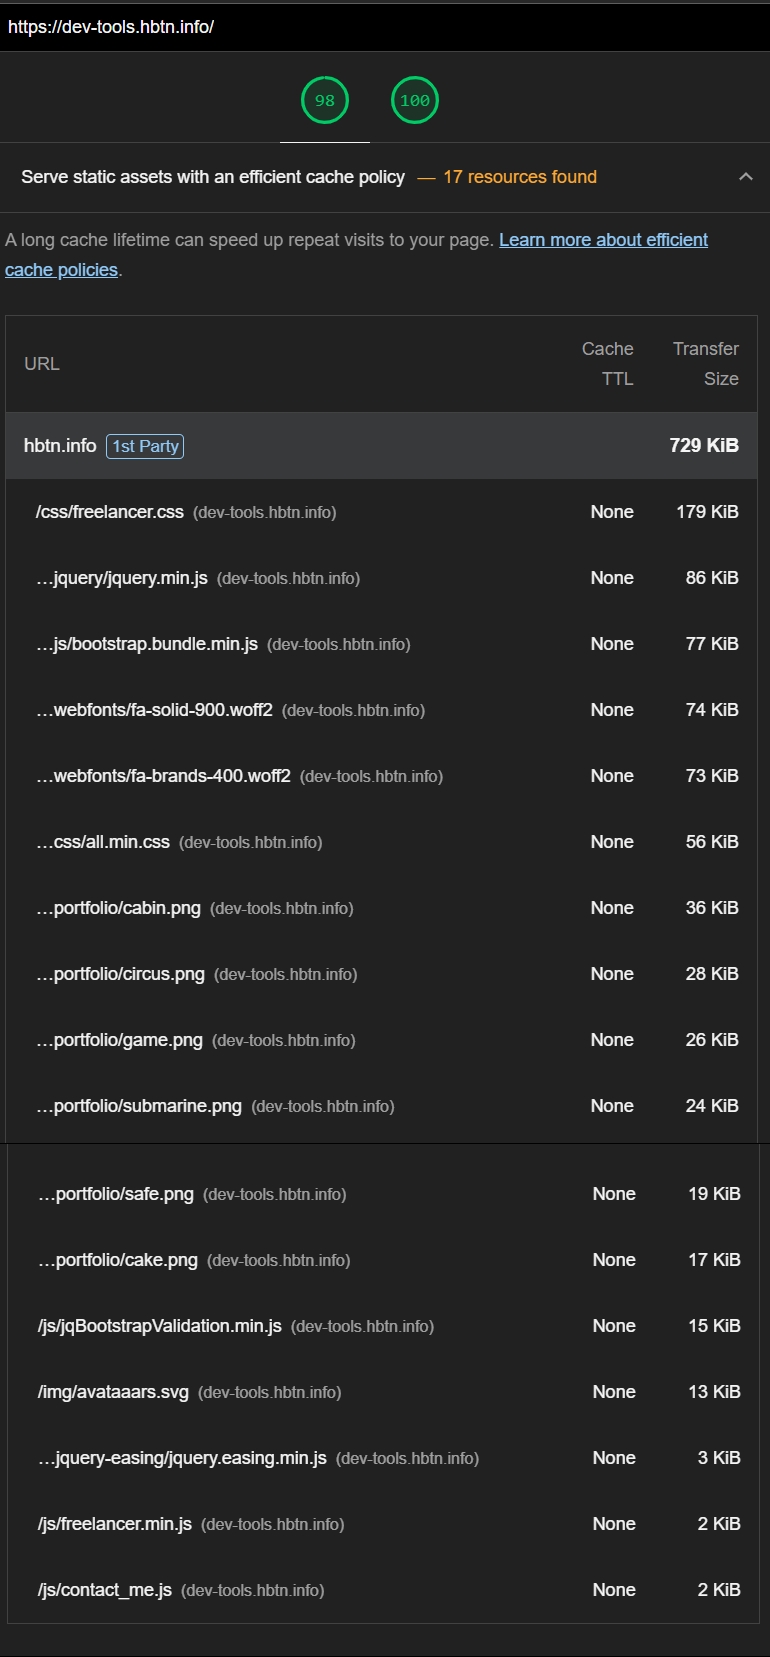 https://dev-tools.hbtn.info/
98 100
Serve static assets with an efficient cache policy — 17 resources found
A long cache lifetime can speed up repeat visits to your page. Learn more about efficient
cache policies.
URL Cache TTL Transfer Size
hbtn.info 1st Party 729 KiB
/css/freelancer.css (dev-tools.hbtn.info) None 179 KiB
…jquery/jquery.min.js (dev-tools.hbtn.info) None 86 KiB
…js/bootstrap.bundle.min.js (dev-tools.hbtn.info) None 77 KiB
…webfonts/fa-solid-900.woff2 (dev-tools.hbtn.info) None 74 KiB
…webfonts/fa-brands-400.woff2 (dev-tools.hbtn.info) None 73 KiB
…css/all.min.css (dev-tools.hbtn.info) None 56 KiB
…portfolio/cabin.png (dev-tools.hbtn.info) None 36 KiB
…portfolio/circus.png (dev-tools.hbtn.info) None 28 KiB
…portfolio/game.png (dev-tools.hbtn.info) None 26 KiB
…portfolio/submarine.png (dev-tools.hbtn.info) None 24 KiB
…portfolio/safe.png (dev-tools.hbtn.info) None 19 KiB
…portfolio/cake.png (dev-tools.hbtn.info) None 17 KiB
/js/jqBootstrapValidation.min.js (dev-tools.hbtn.info) None 15 KiB
/img/avataaars.svg (dev-tools.hbtn.info) None 13 KiB
…jquery-easing/jquery.easing.min.js (dev-tools.hbtn.info) None 3 KiB
/js/freelancer.min.js (dev-tools.hbtn.info) None 2 KiB
/js/contact_me.js (dev-tools.hbtn.info) None 2 KiB